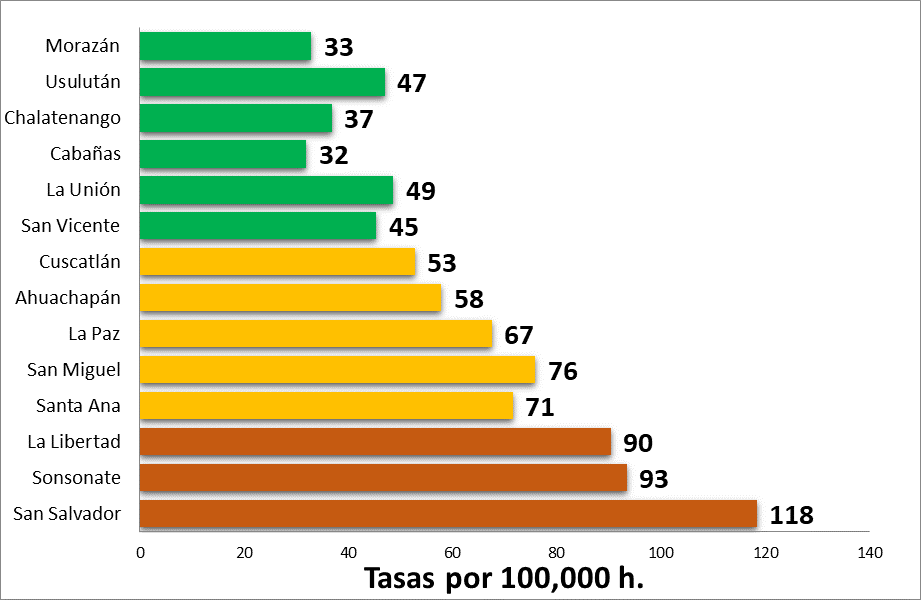 Morazán 33
Usulután 47
Chalatenango 37
Cabañas 32
La Unión 49
San Vicente 45
Cuscatlán 53
Ahuachapán 58
La Paz 67
San Miguel 76
Santa Ana 71
La Libertad 90
Sonsonate 93
San Salvador 118
0 20 40 60 80 100 120 140
Tasas por 100,000 h.